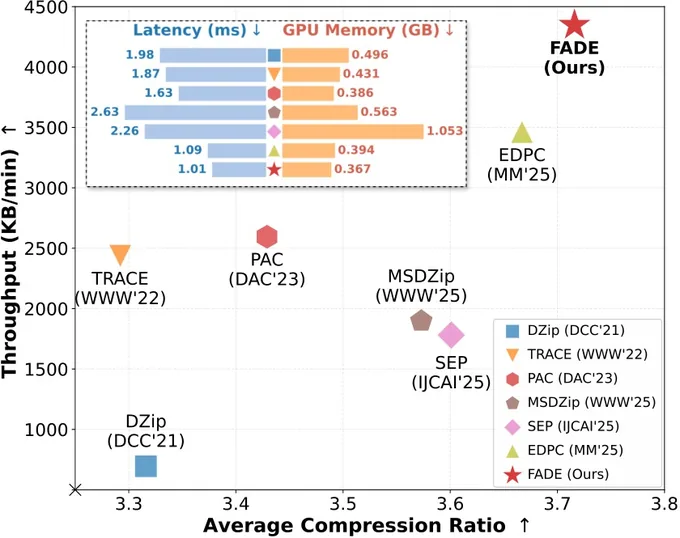 4500
4000
3500
3000
2500
2000
1500
1000
Throughput (KB/min) ↑
Latency (ms) ↓ GPU Memory (GB) ↓
1.98 0.496
1.87 0.431
1.63 0.386
2.63 0.563
2.26 1.053
1.09 0.394
1.01 0.367
FADE
(Ours)
EDPC
(MM'25)
PAC
(DAC'23)
TRACE
(WWW'22)
MSDZip
(WWW'25)
SEP
(IJCAI'25)
DZip
(DCC'21)
DZip (DCC'21)
TRACE (WWW'22)
PAC (DAC'23)
MSDZip (WWW'25)
SEP (IJCAI'25)
EDPC (MM'25)
FADE (Ours)
3.3 3.4 3.5 3.6 3.7 3.8
Average Compression Ratio ↑